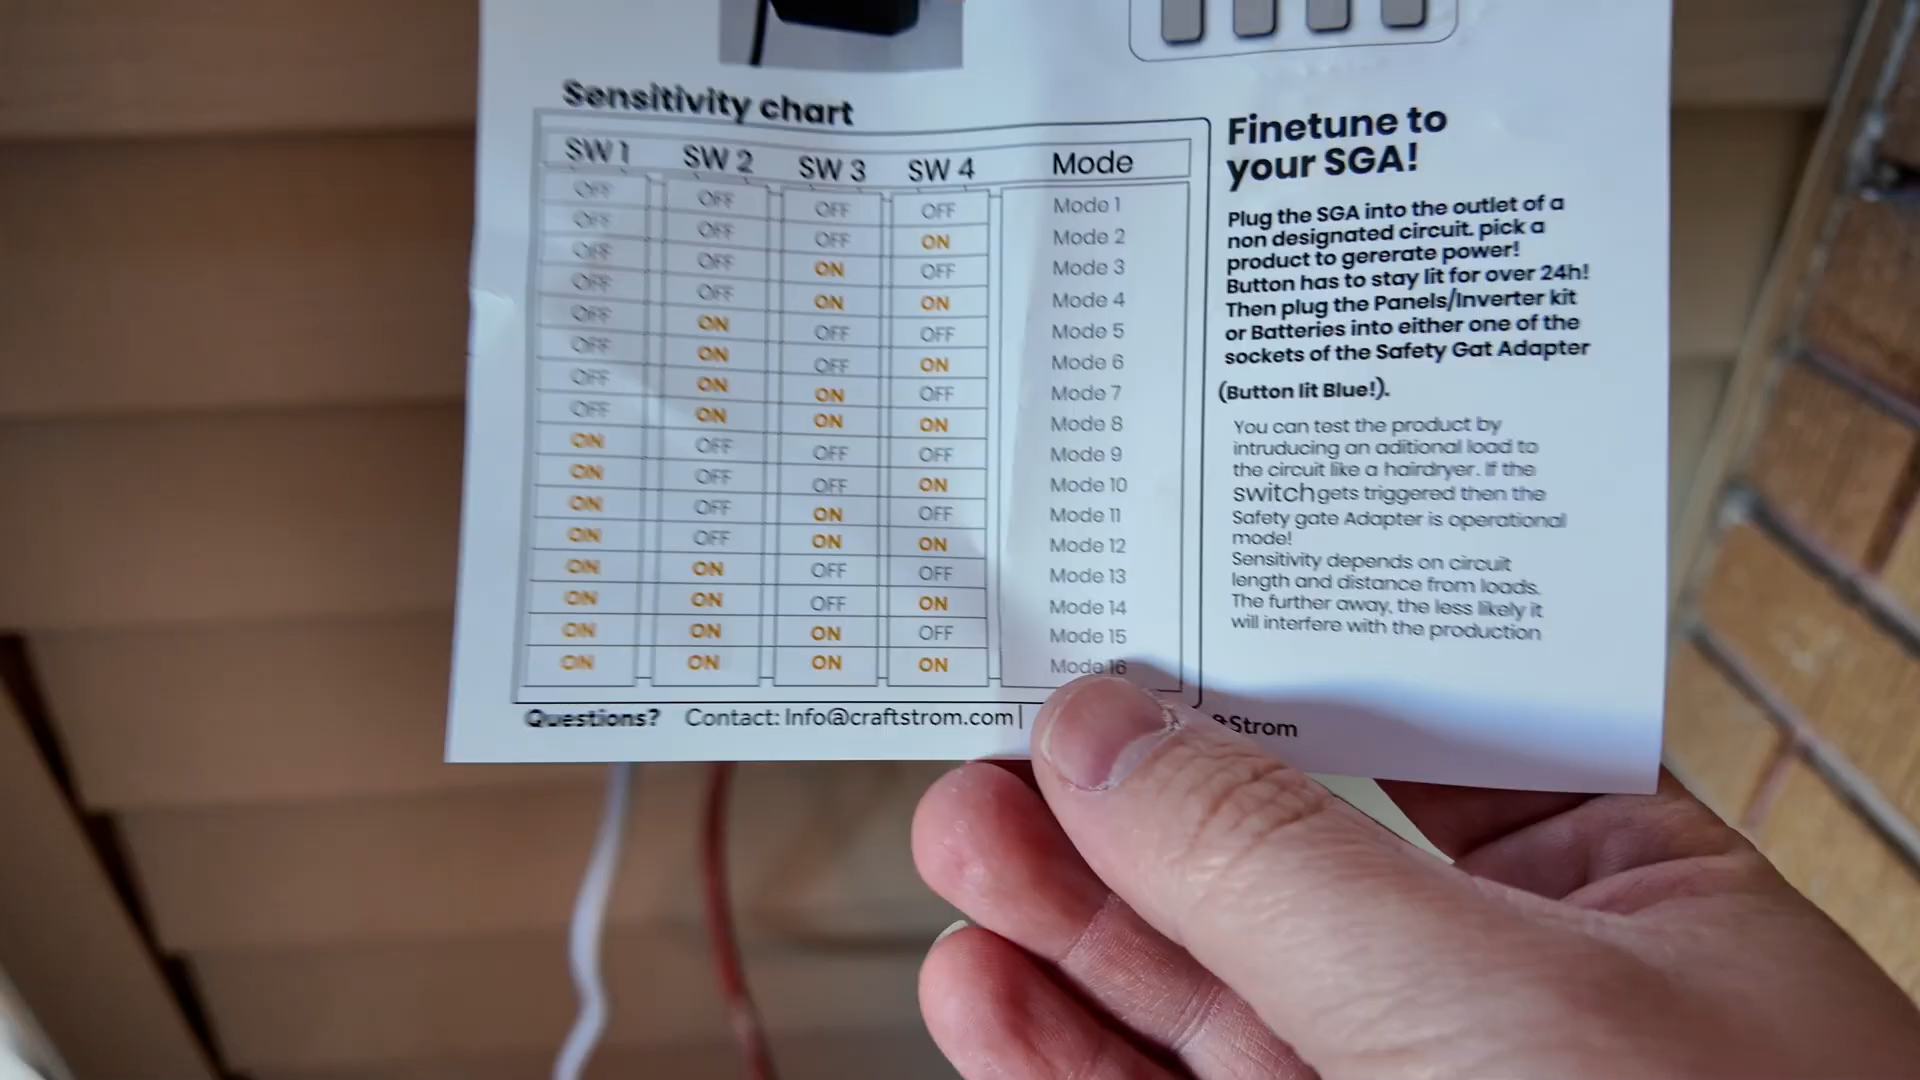 Sensitivity chart
SW 1 SW 2 SW 3 SW 4 Mode
OFF OFF OFF OFF Mode 1
OFF OFF OFF ON Mode 2
OFF OFF ON OFF Mode 3
OFF OFF ON ON Mode 4
OFF ON OFF OFF Mode 5
OFF ON OFF ON Mode 6
OFF ON ON OFF Mode 7
OFF ON ON ON Mode 8
ON OFF OFF OFF Mode 9
ON OFF OFF ON Mode 10
ON OFF ON OFF Mode 11
ON OFF ON ON Mode 12
ON ON OFF OFF Mode 13
ON ON OFF ON Mode 14
ON ON ON OFF Mode 15
ON ON ON ON Mode 16
Finetune to
your SGA!
Plug the SGA into the outlet of a
non designated circuit. pick a
product to gererate power!
Button has to stay lit for over 24h!
Then plug the Panels/Inverter kit
or Batteries into either one of the
sockets of the Safety Gat Adapter
(Button lit Blue!).
You can test the product by
intruducing an aditional load to
the circuit like a hairdryer. If the
switch gets triggered then the
Safety gate Adapter is operational
mode!
Sensitivity depends on circuit
length and distance from loads.
The further away, the less likely it
will interfere with the production
Questions? Contact: Info@craftstrom.com |